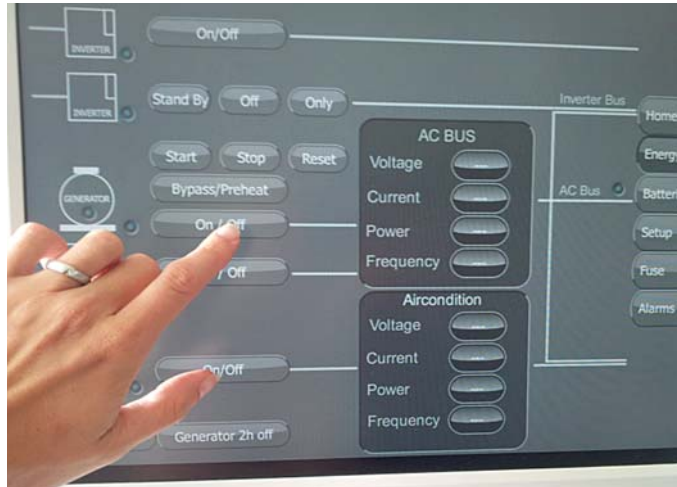 On/Off
INVERTER
Stand By Off Only
INVERTER
Inverter Bus
Home
Start Stop Reset
AC BUS
Voltage
Energy
Bypass/Preheat
GENERATOR
Current
AC Bus
On / Off
Power
Setup
/ Off
Frequency
Fuse
Aircondition
Alarms
Voltage
Current
On/Off
Power
Frequency
Generator 2h off